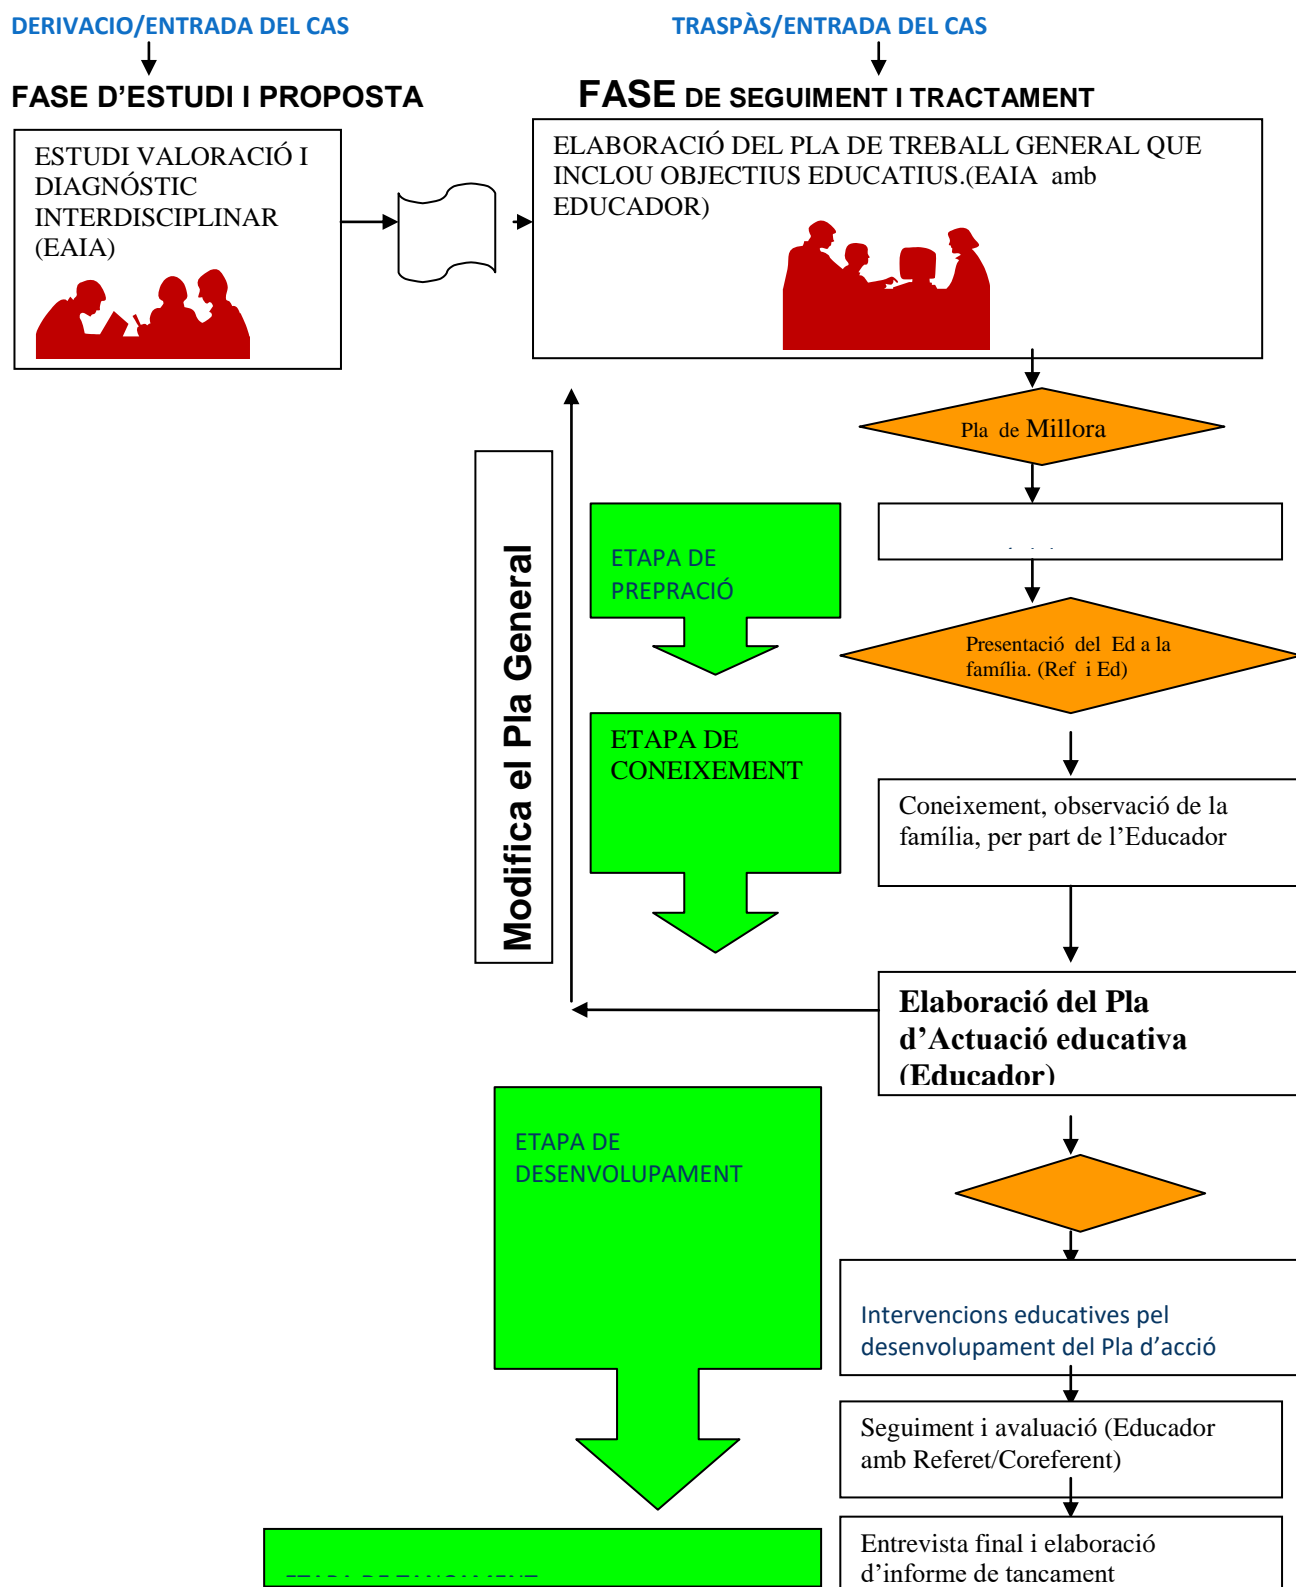 DERIVACIO/ENTRADA DEL CAS
TRASPÀS/ENTRADA DEL CAS
FASE D’ESTUDI I PROPOSTA
FASE DE SEGUIMENT I TRACTAMENT
ESTUDI VALORACIÓ I
DIAGNÓSTIC
INTERDISCIPLINAR
(EAIA)
ELABORACIÓ DEL PLA DE TREBALL GENERAL QUE
INCLOU OBJECTIUS EDUCATIUS.(EAIA amb
EDUCADOR)
Pla de Millora
Modifica el Pla General
ETAPA DE
PREPRACIÓ
Presentació del Ed a la
família. (Ref i Ed)
ETAPA DE
CONEIXEMENT
Coneixement, observació de la
família, per part de l’Educador
Elaboració del Pla
d’Actuació educativa
(Educador)
ETAPA DE
DESENVOLUPAMENT
Intervencions educatives pel
desenvolupament del Pla d’acció
Seguiment i avaluació (Educador
amb Referet/Coreferent)
Entrevista final i elaboració
d’informe de tancament